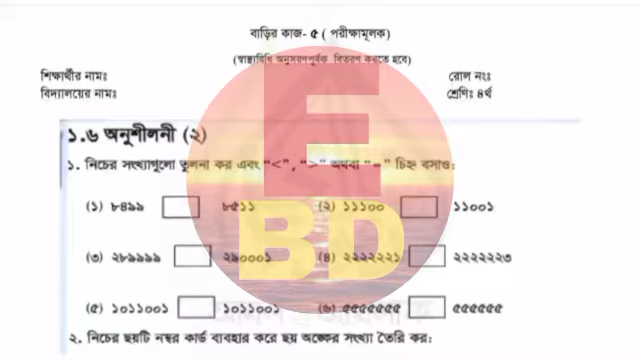 বাড়ির কাজ- ৫ ( পরীক্ষামূলক)
(স্বাস্থ্যবিধি অনুসরণপূর্বক বিতরণ করতে হবে)
শিক্ষার্থীর নামঃ রোল নংঃ
বিদ্যালয়ের নামঃ শ্রেণিঃ ৪র্থ
১.৬ অনুশীলনী (২)
১. নিচের সংখ্যাগুলো তুলনা কর এবং “<”, “>” অথবা “=” চিহ্ন বসাও:
(১) ৮৪৯৯ ৮৫১১ (২) ১১১০০ ১১০০১
(৩) ২৮৯৯৯৯ ২৯০০০১ (৪) ২২২২২২১ ২২২২২২৩
(৫) ১০১১০০১ ১০১১০০১ (৬) ৫৫৫৫৫৫৫ ৫৫৫৫৫৫
২. নিচের ছয়টি নম্বর কার্ড ব্যবহার করে ছয় অঙ্কের সংখ্যা তৈরি কর:
E
BD